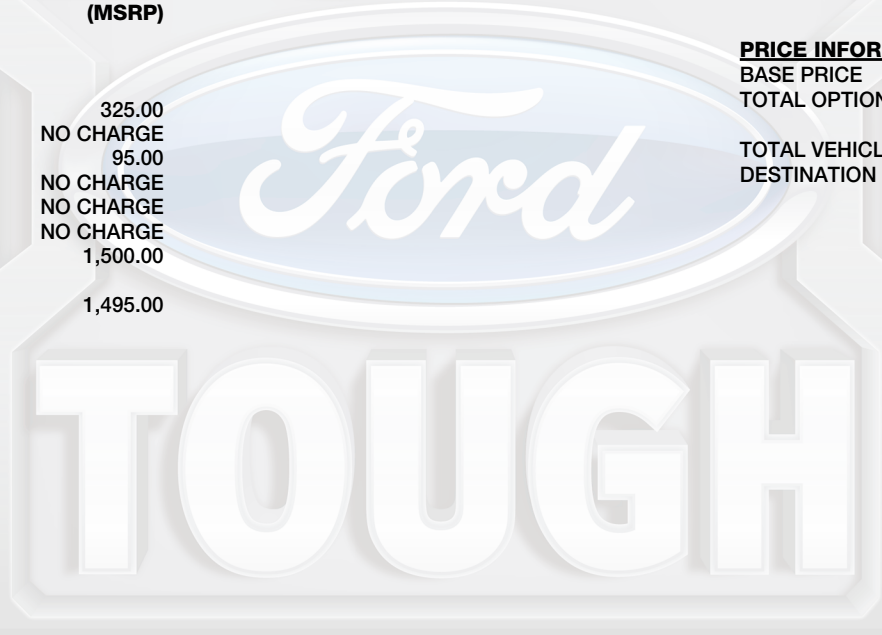 (MSRP)
325.00
NO CHARGE
95.00
NO CHARGE
NO CHARGE
NO CHARGE
1,500.00
1,495.00
PRICE INFOR
BASE PRICE
TOTAL OPTION
TOTAL VEHICL
DESTINATION
Ford
TOUGH